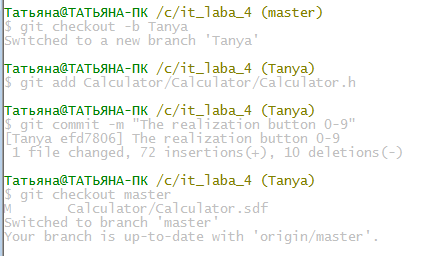 Татьяна@ТАТЬЯНА-ПК /c/it_laba_4 (master)
$ git checkout -b Tanya
Switched to a new branch 'Tanya'
Татьяна@ТАТЬЯНА-ПК /c/it_laba_4 (Tanya)
$ git add Calculator/Calculator/Calculator.h
Татьяна@ТАТЬЯНА-ПК /c/it_laba_4 (Tanya)
$ git commit -m "The realization button 0-9"
[Tanya efd7806] The realization button 0-9
 1 file changed, 72 insertions(+), 10 deletions(-)
Татьяна@ТАТЬЯНА-ПК /c/it_laba_4 (Tanya)
$ git checkout master
M       Calculator/Calculator.sdf
Switched to branch 'master'
Your branch is up-to-date with 'origin/master'.